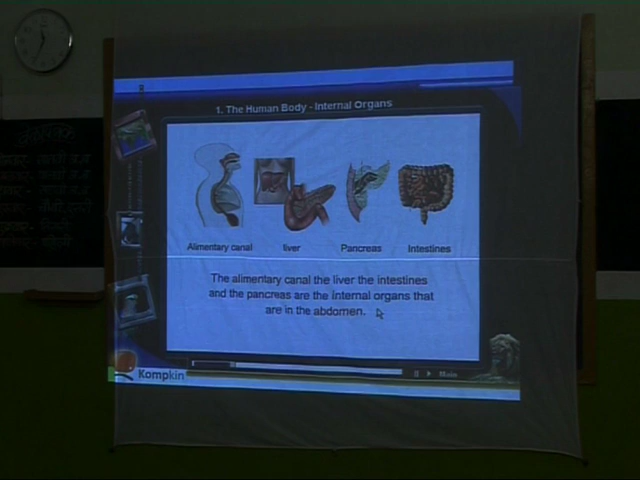 1. The Human Body - Internal Organs
Alimentary canal liver Pancreas Intestines
The alimentary canal the liver the intestines
and the pancreas are the internal organs that
are in the abdomen.
Kompkin
Main